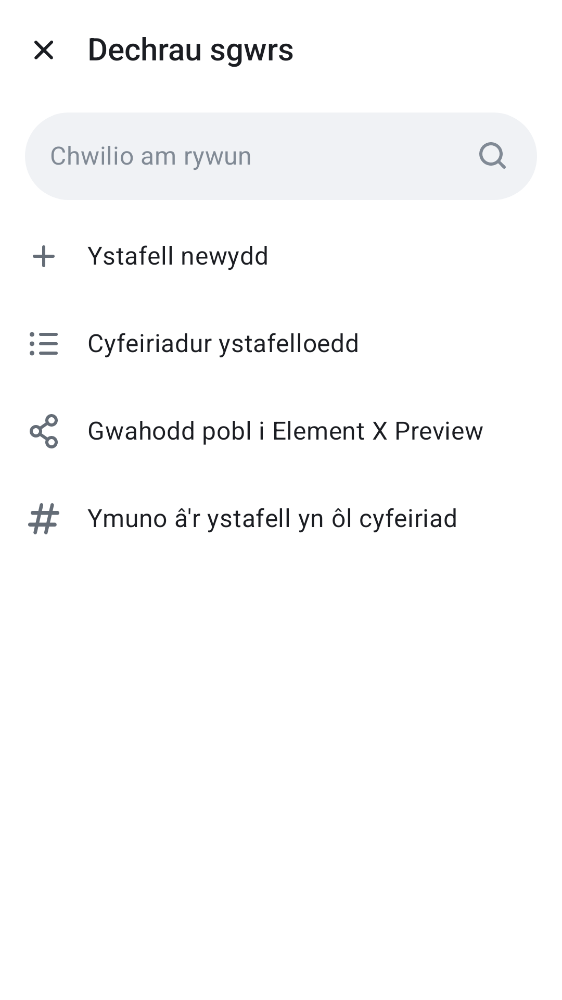 Dechrau sgwrs
Chwilio am rywun
Ystafell newydd
Cyfeiriadur ystafelloedd
Gwahodd pobl i Element X Preview
Ymuno â'r ystafell yn ôl cyfeiriad